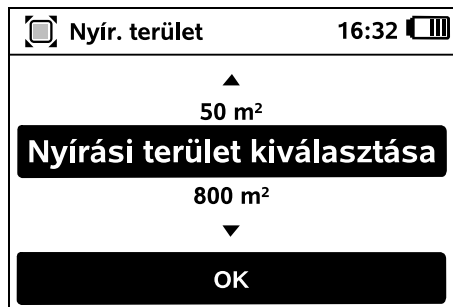 Nyír. terület 16:32
50 m²
Nyírási terület kiválasztása
800 m²
OK